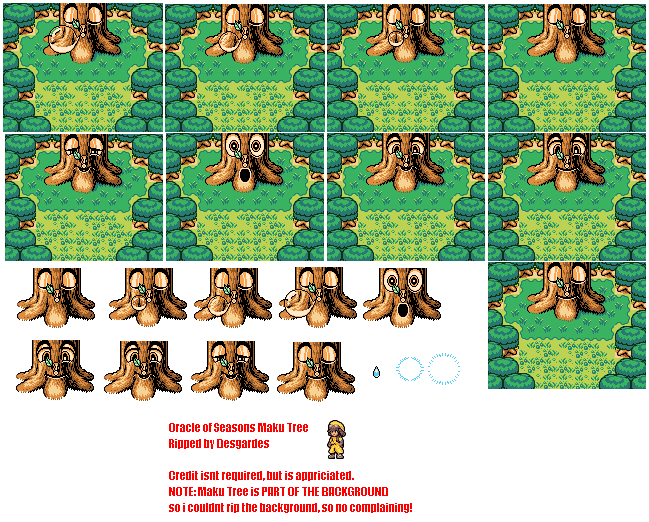 Oracle of Seasons Maku Tree
Ripped by Desgardes
Credit isnt required, but is appriciated.
NOTE: Maku Tree is PART OF THE BACKGROUND
so i couldnt rip the background, so no complaining!